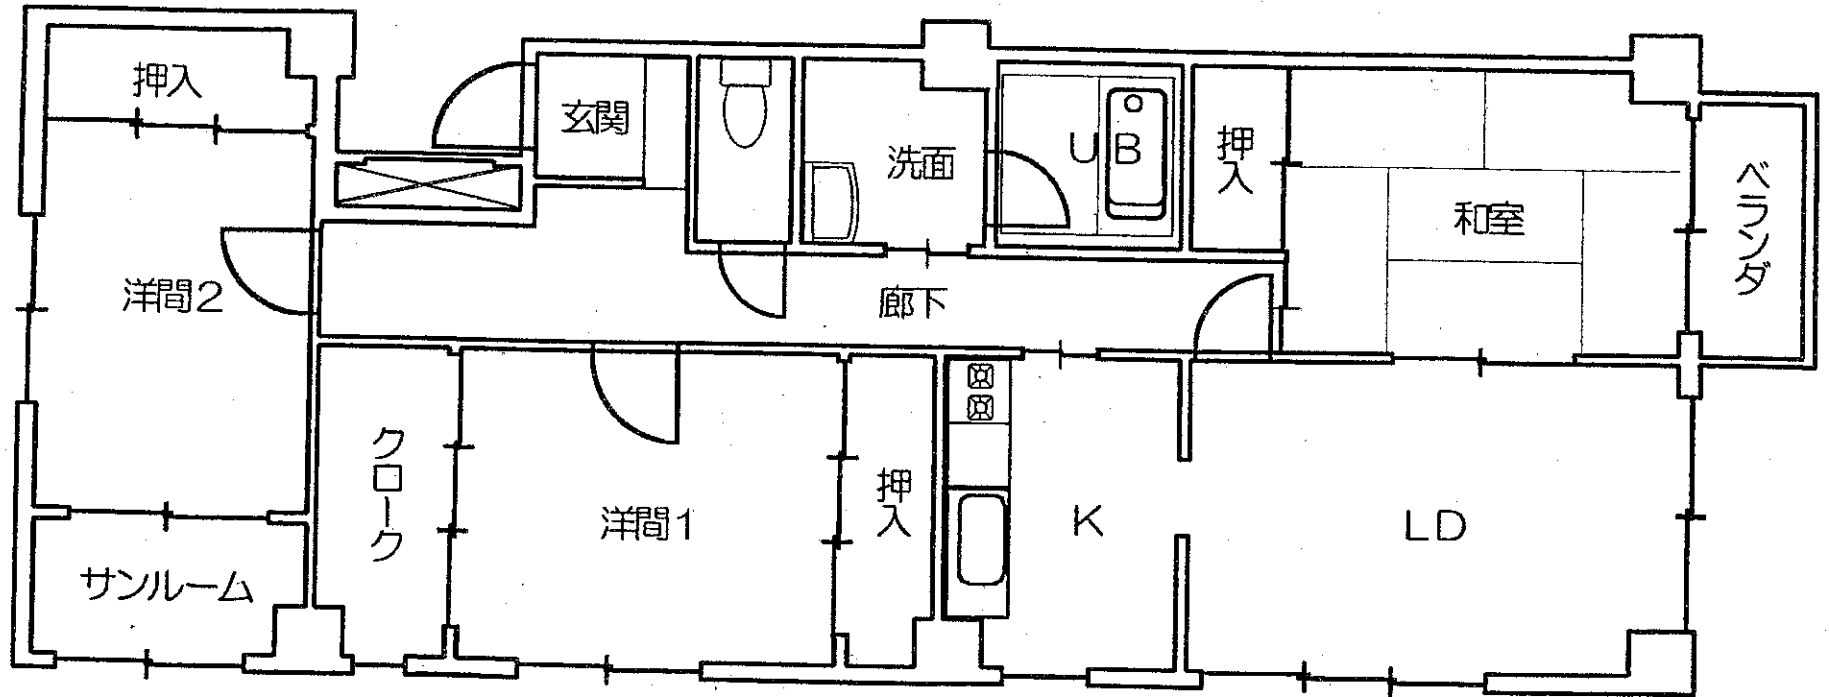 押入
玄関
洗面
UB
押入
和室
ベランダ
洋間2
廊下
クローク
洋間1
押入
K
LD
サンルーム